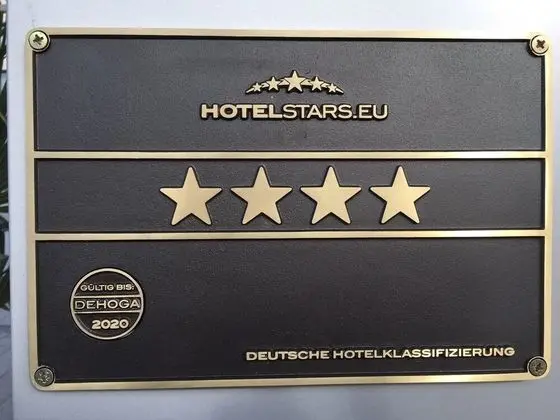 HOTELSTARS.EU
GÜLTIG BIS:
DEHOGA
2020
DEUTSCHE HOTELKLASSIFIZIERUNG